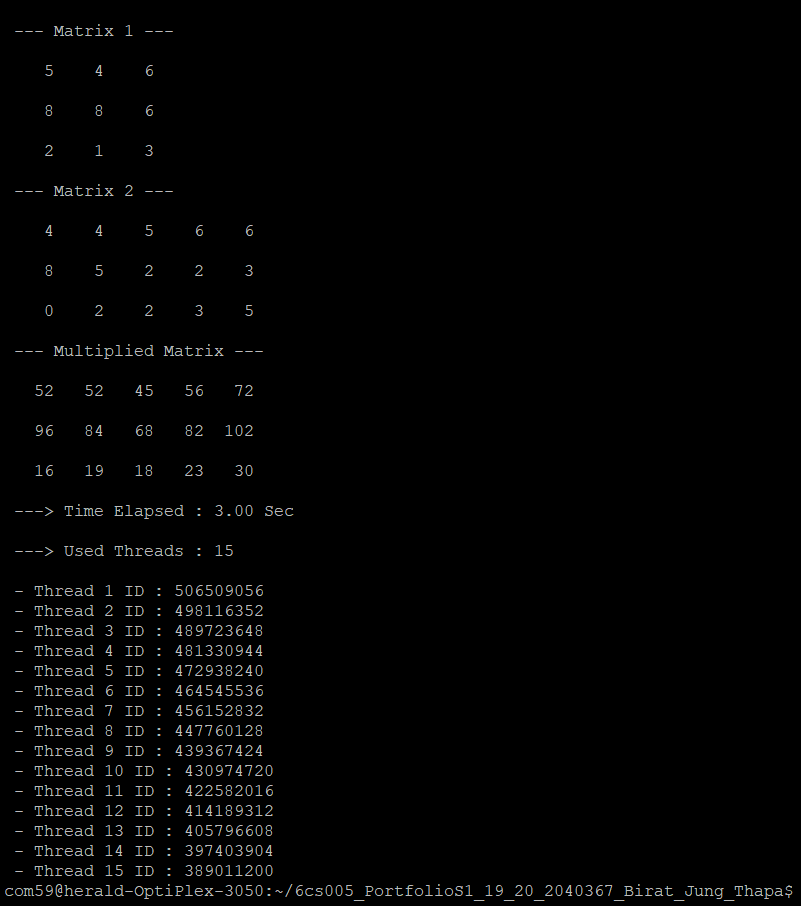 --- Matrix 1 ---
5 4 6
8 8 6
2 1 3
--- Matrix 2 ---
4 4 5 6 6
8 5 2 2 3
0 2 2 3 5
--- Multiplied Matrix ---
52 52 45 56 72
96 84 68 82 102
16 19 18 23 30
---> Time Elapsed : 3.00 Sec
---> Used Threads : 15
- Thread 1 ID : 506509056
- Thread 2 ID : 498116352
- Thread 3 ID : 489723648
- Thread 4 ID : 481330944
- Thread 5 ID : 472938240
- Thread 6 ID : 464545536
- Thread 7 ID : 456152832
- Thread 8 ID : 447760128
- Thread 9 ID : 439367424
- Thread 10 ID : 430974720
- Thread 11 ID : 422582016
- Thread 12 ID : 414189312
- Thread 13 ID : 405796608
- Thread 14 ID : 397403904
- Thread 15 ID : 389011200
com59@herald-OptiPlex-3050:~/6cs005_PortfolioS1_19_20_2040367_Birat_Jung_Thapa$